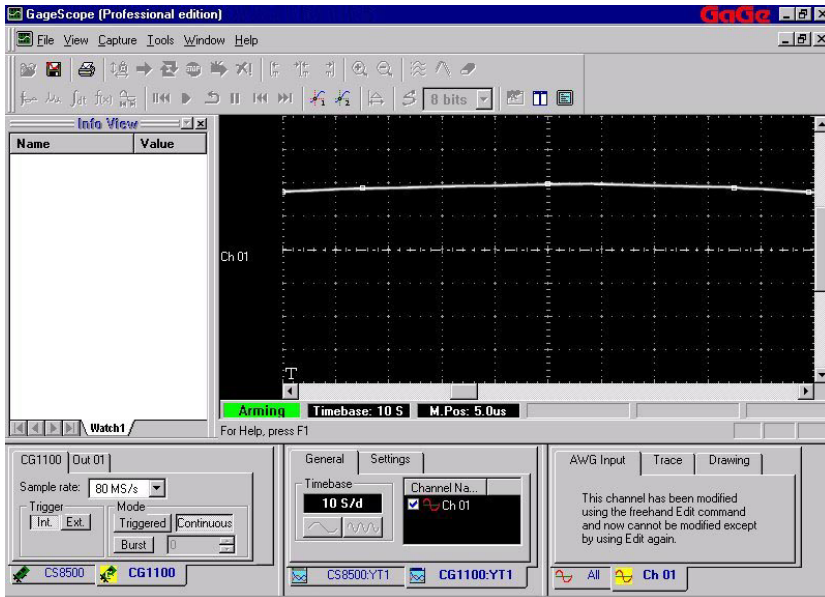 GageScope (Professional edition)
GaGe
File View Capture Tools Window Help
8 bits
Info View
Name Value
Ch 01
T
Watch1
Arming Timebase: 10 S M.Pos: 5.0us
For Help, press F1
CG1100 Out 01
Sample rate: 80 MS/s
Trigger Mode
Int. Ext. Triggered Continuous
Burst 0
CS8500 CG1100
General Settings
Timebase
10 S/d
Channel Na...
Ch 01
CS8500:YT1 CG1100:YT1
AWG Input Trace Drawing
This channel has been modified
using the freehand Edit command
and now cannot be modified except
by using Edit again.
All Ch 01